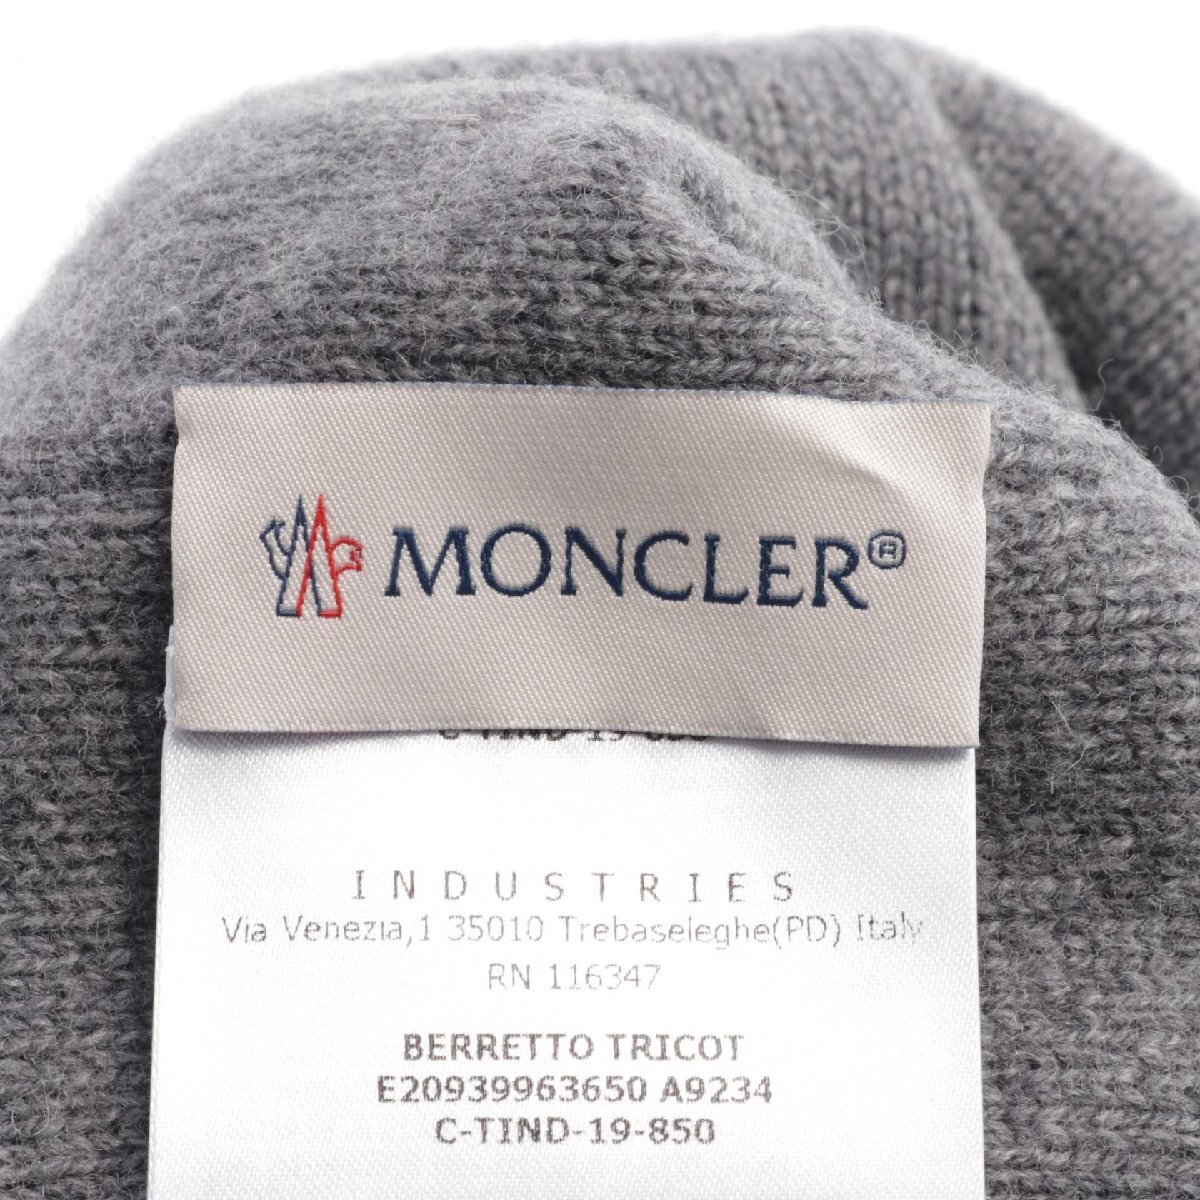 MONCLER®
INDUSTRIES
Via Venezia,1 35010 Trebaseleghe(PD) Italy
RN 116347
BERRETTO TRICOT
E20939963650 A9234
C-TIND-19-850